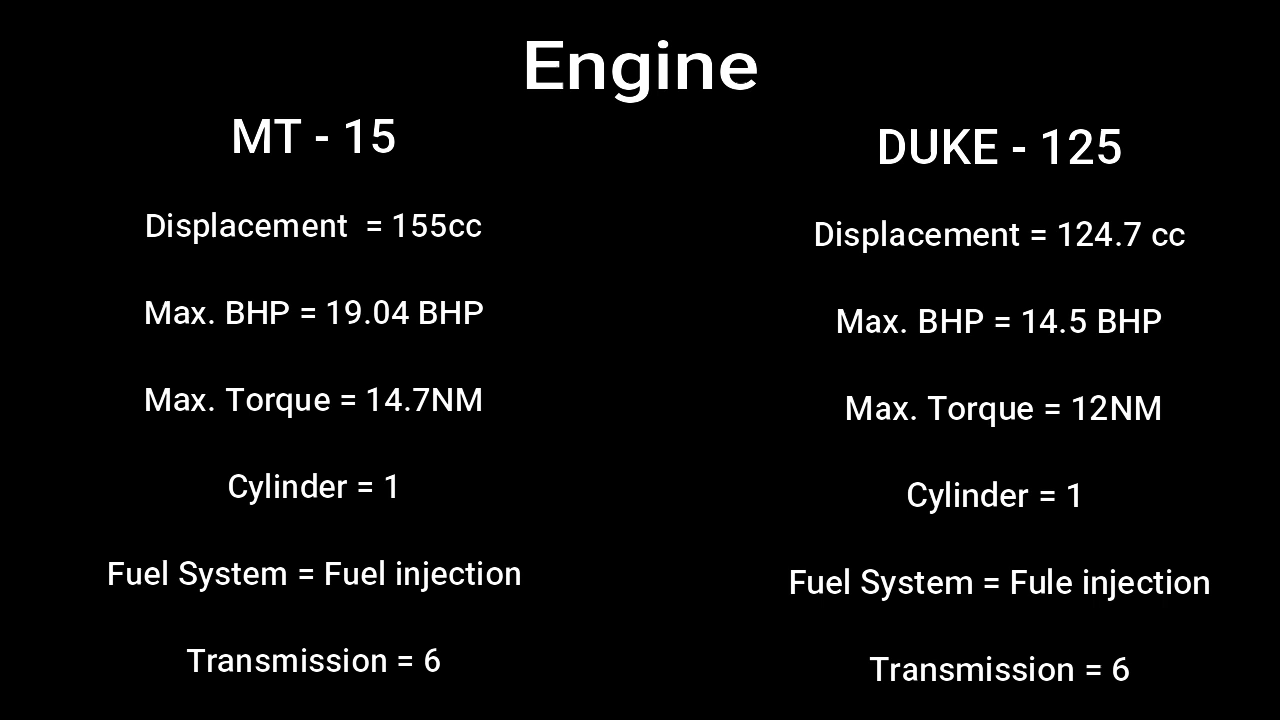 Engine
MT - 15
Displacement  = 155cc
Max. BHP = 19.04 BHP
Max. Torque = 14.7NM
Cylinder = 1
Fuel System = Fuel injection
Transmission = 6
DUKE - 125
Displacement = 124.7 cc
Max. BHP = 14.5 BHP
Max. Torque = 12NM
Cylinder = 1
Fuel System = Fule injection
Transmission = 6